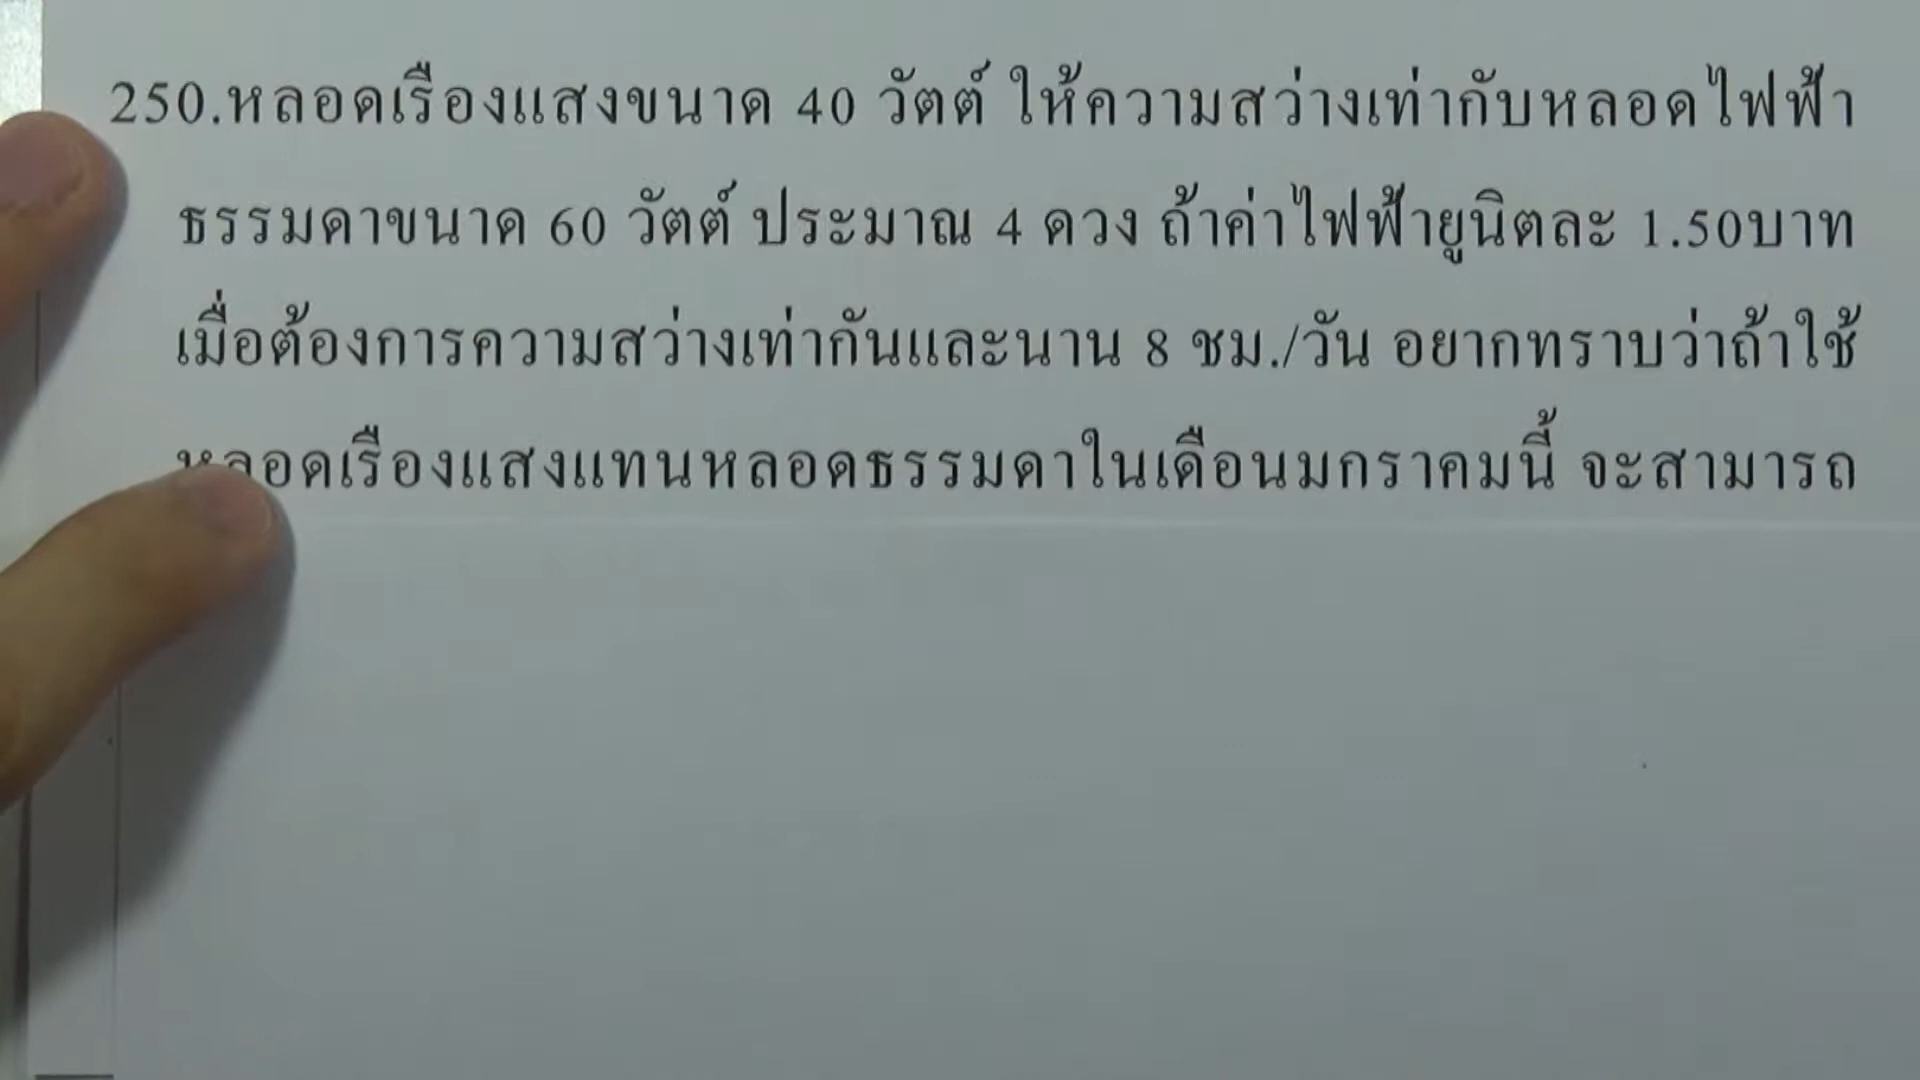 250.หลอดเรืองแสงขนาด 40 วัตต์ ให้ความสว่างเท่ากับหลอดไฟฟ้า
ธรรมดาขนาด 60 วัตต์ ประมาณ 4 ดวง ถ้าค่าไฟฟ้ายูนิตละ 1.50บาท
เมื่อต้องการความสว่างเท่ากันและนาน 8 ชม./วัน อยากทราบว่าถ้าใช้
หลอดเรืองแสงแทนหลอดธรรมดาในเดือนมกราคมนี้ จะสามารถ